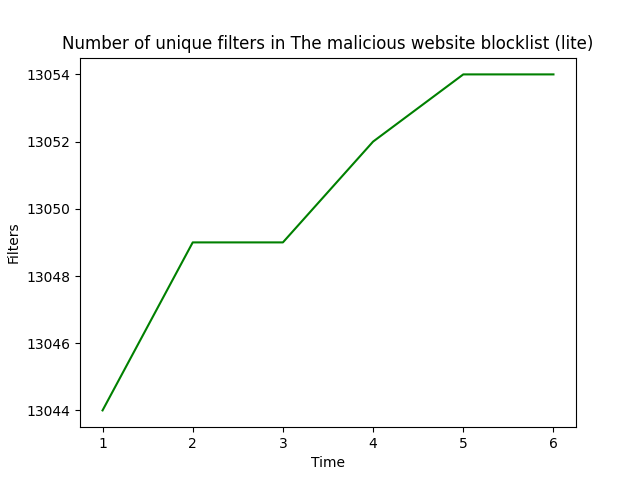 Number of unique filters in The malicious website blocklist (lite)
13054
13052
13050
13048
13046
13044
Filters
1 2 3 4 5 6
Time